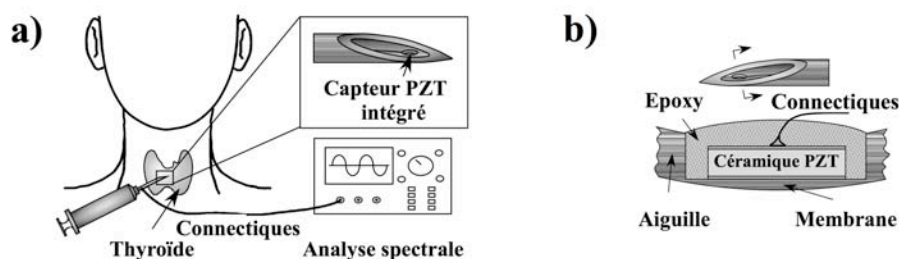 a)
Capteur PZT
intégré
Connectiques
Thyroïde
Analyse spectrale
b)
Epoxy
Connectiques
Céramique PZT
Aiguille
Membrane